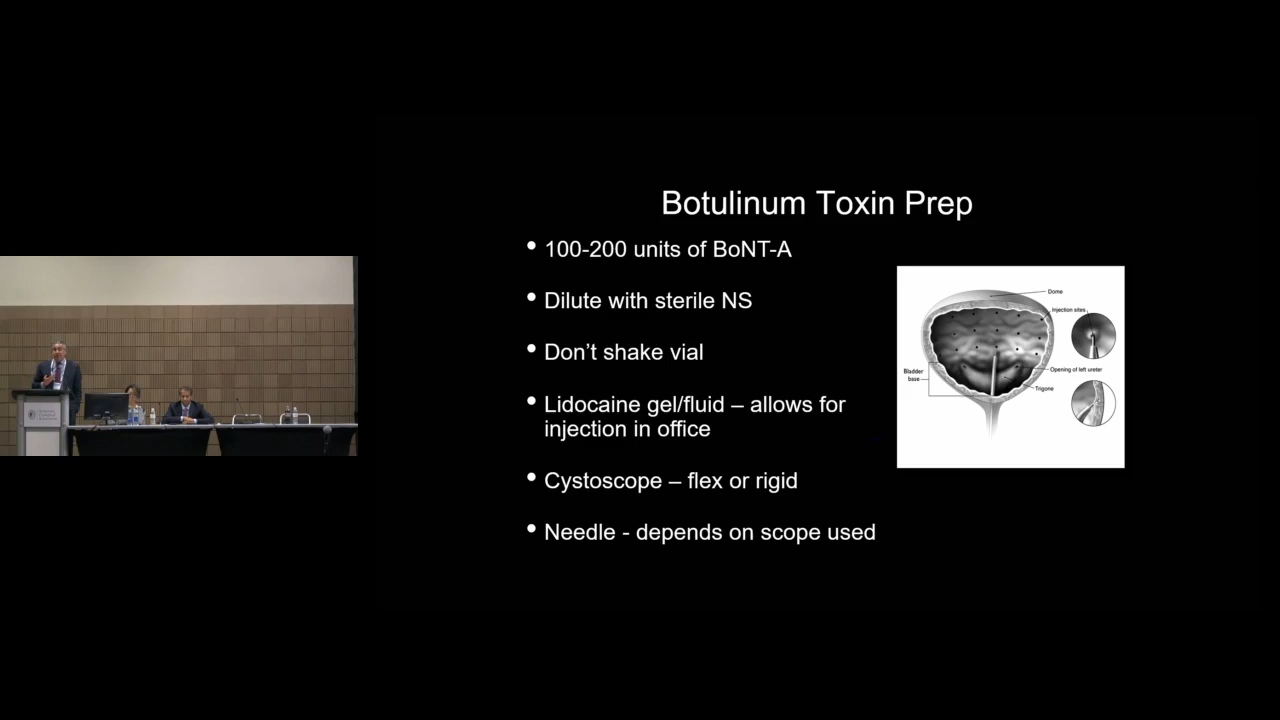 Botulinum Toxin Prep
• 100-200 units of BoNT-A
• Dilute with sterile NS
• Don’t shake vial
• Lidocaine gel/fluid – allows for
injection in office
• Cystoscope – flex or rigid
• Needle - depends on scope used
Dome
Injection sites
Opening of left ureter
Trigone
Bladder
base